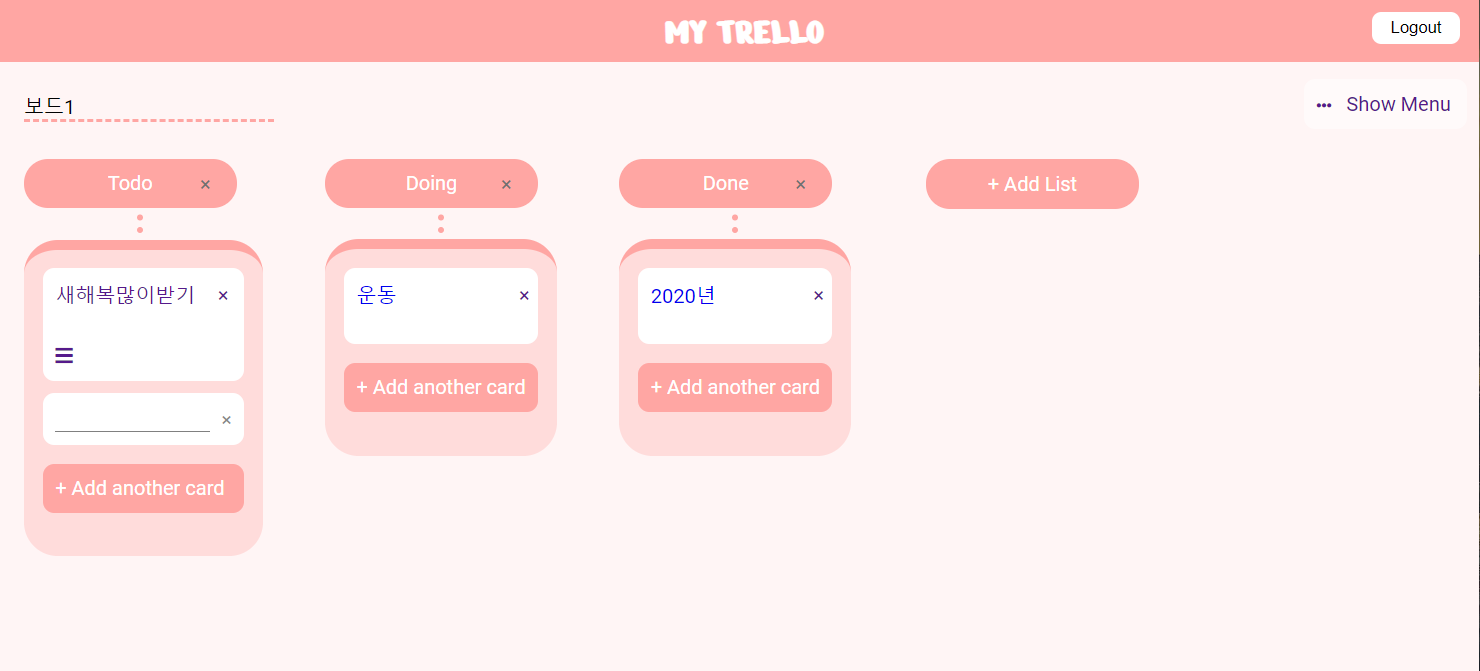 MY TRELLO
Logout
보드1
••• Show Menu
Todo ×
Doing ×
Done ×
+ Add List
새해복많이받기 ×
×
+ Add another card
운동 ×
+ Add another card
2020년 ×
+ Add another card